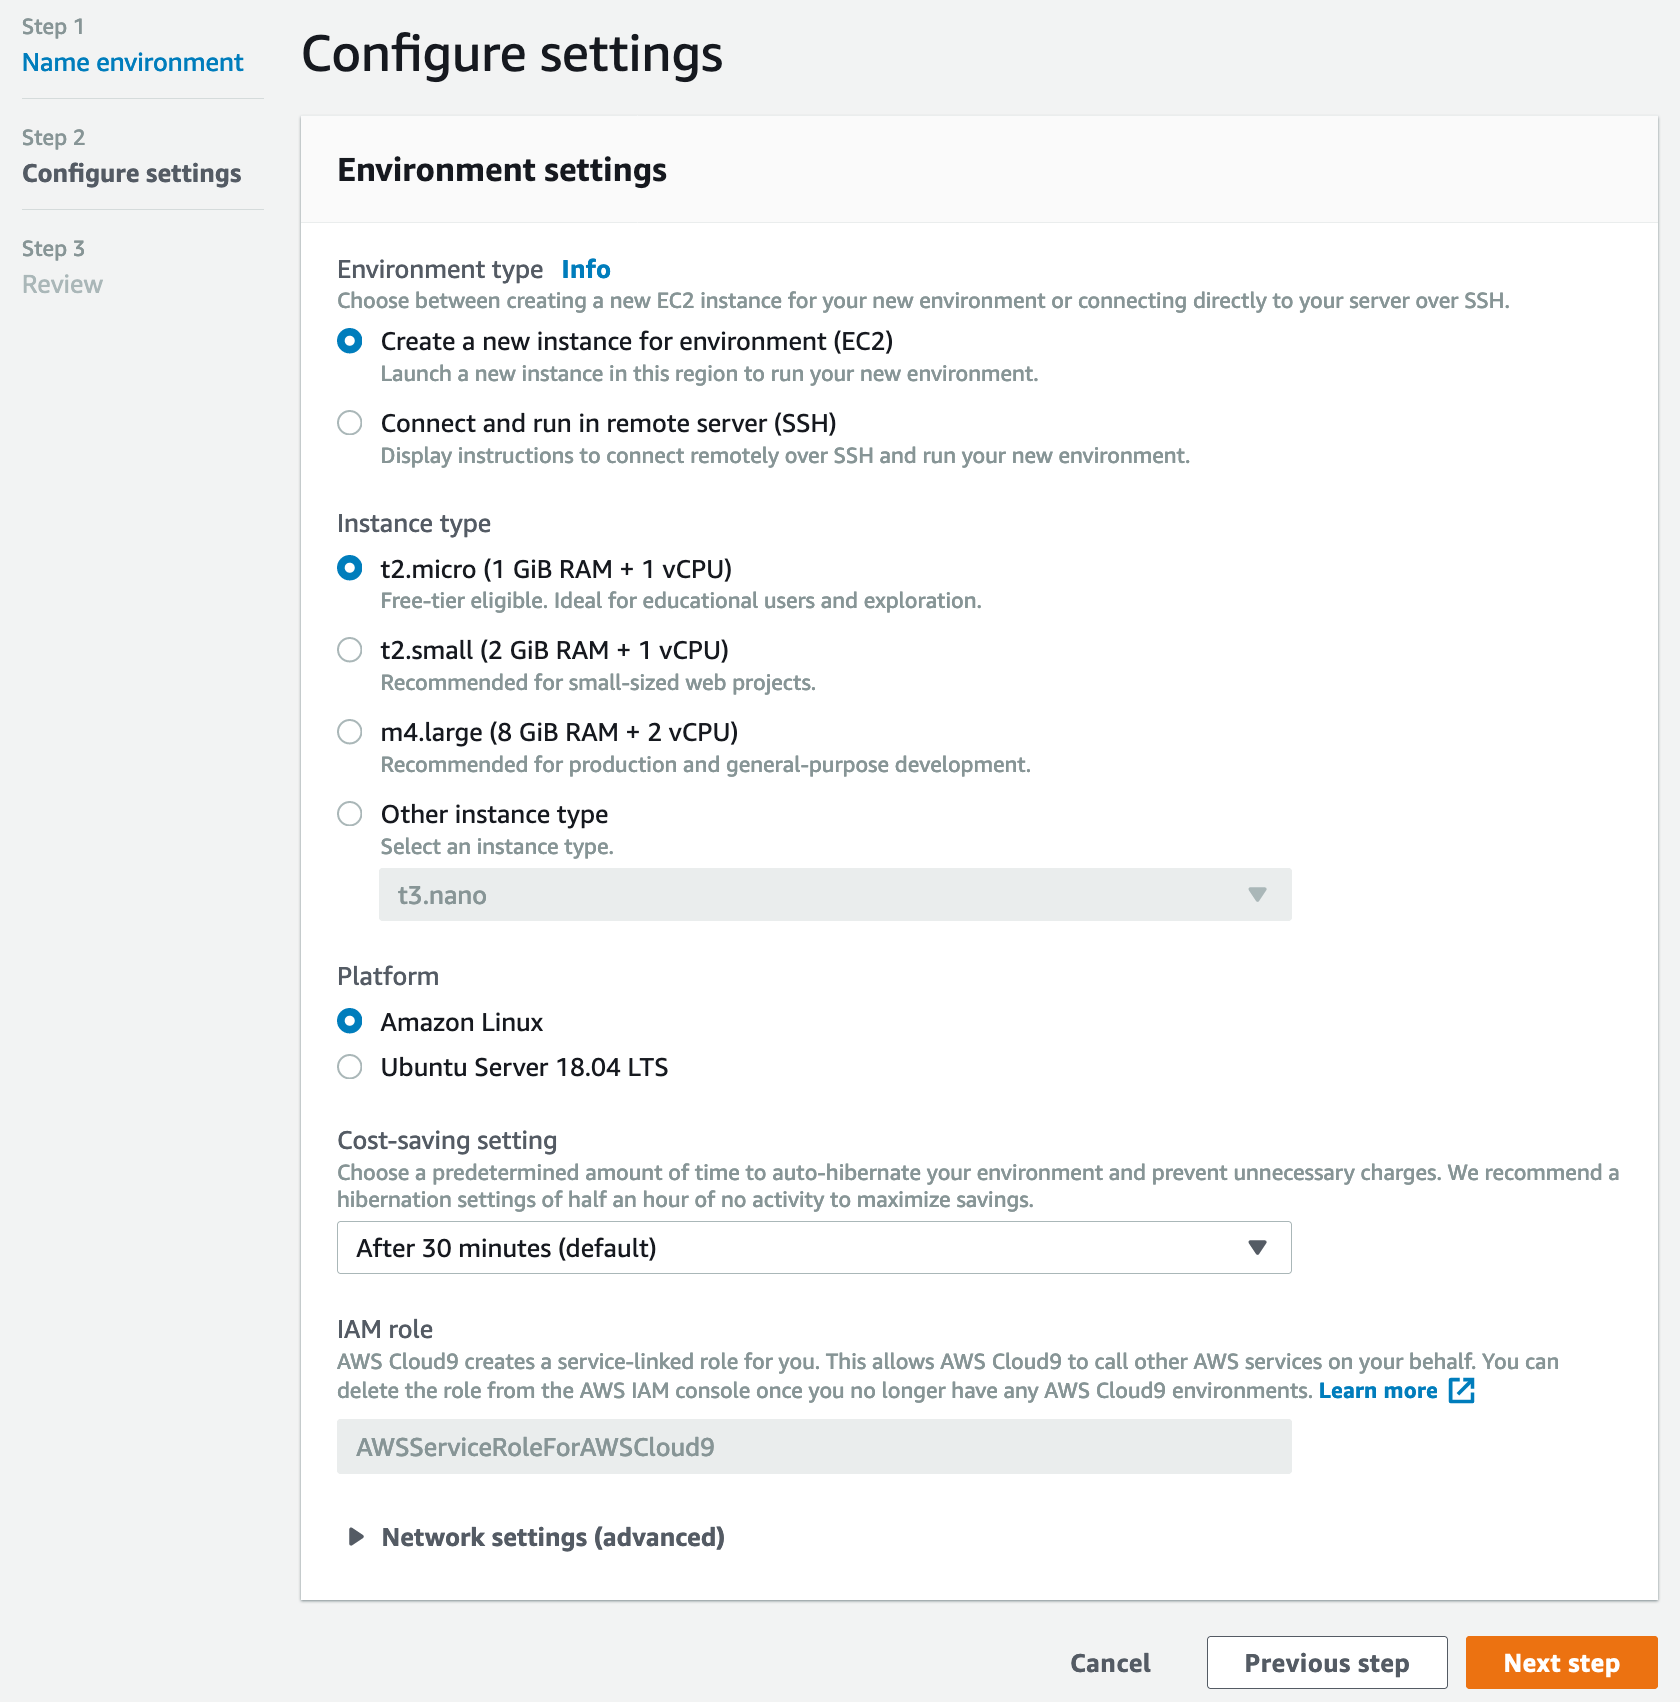 Step 1
Name environment
Step 2
Configure settings
Step 3
Review
Configure settings
Environment settings
Environment type Info
Choose between creating a new EC2 instance for your new environment or connecting directly to your server over SSH.
Create a new instance for environment (EC2)
Launch a new instance in this region to run your new environment.
Connect and run in remote server (SSH)
Display instructions to connect remotely over SSH and run your new environment.
Instance type
t2.micro (1 GiB RAM + 1 vCPU)
Free-tier eligible. Ideal for educational users and exploration.
t2.small (2 GiB RAM + 1 vCPU)
Recommended for small-sized web projects.
m4.large (8 GiB RAM + 2 vCPU)
Recommended for production and general-purpose development.
Other instance type
Select an instance type.
t3.nano
Platform
Amazon Linux
Ubuntu Server 18.04 LTS
Cost-saving setting
Choose a predetermined amount of time to auto-hibernate your environment and prevent unnecessary charges. We recommend a
hibernation settings of half an hour of no activity to maximize savings.
After 30 minutes (default)
IAM role
AWS Cloud9 creates a service-linked role for you. This allows AWS Cloud9 to call other AWS services on your behalf. You can
delete the role from the AWS IAM console once you no longer have any AWS Cloud9 environments. Learn more
AWSServiceRoleForAWSCloud9
Network settings (advanced)
Cancel
Previous step
Next step